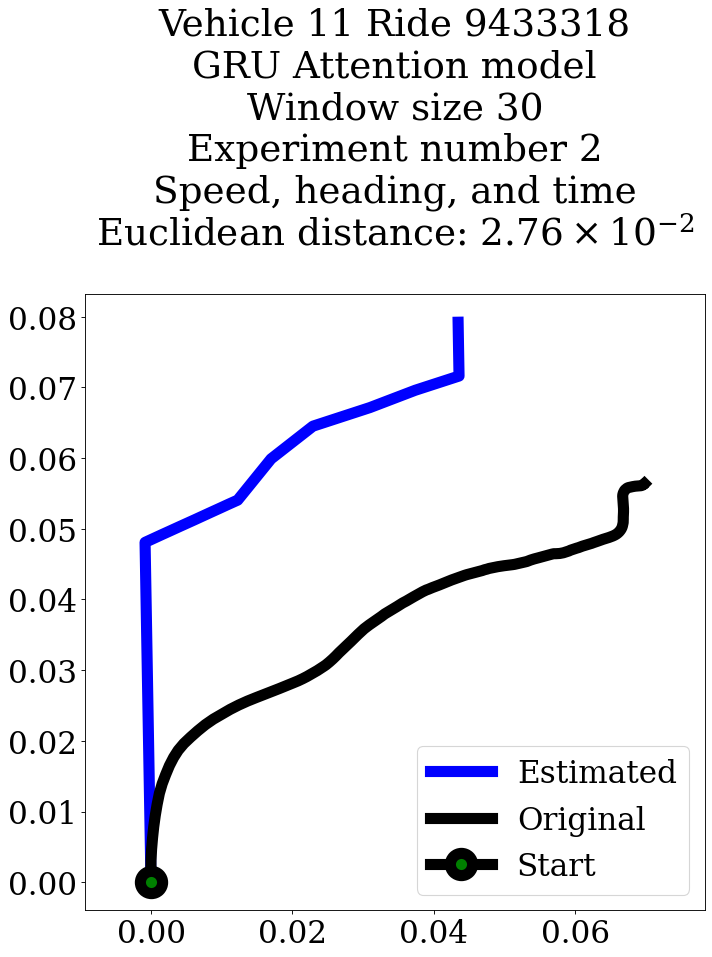 Vehicle 11 Ride 9433318
GRU Attention model
Window size 30
Experiment number 2
Speed, heading, and time
Euclidean distance: 2.76 × 10⁻²
0.08
0.07
0.06
0.05
0.04
0.03
0.02
0.01
0.00
Estimated
Original
Start
0.00 0.02 0.04 0.06